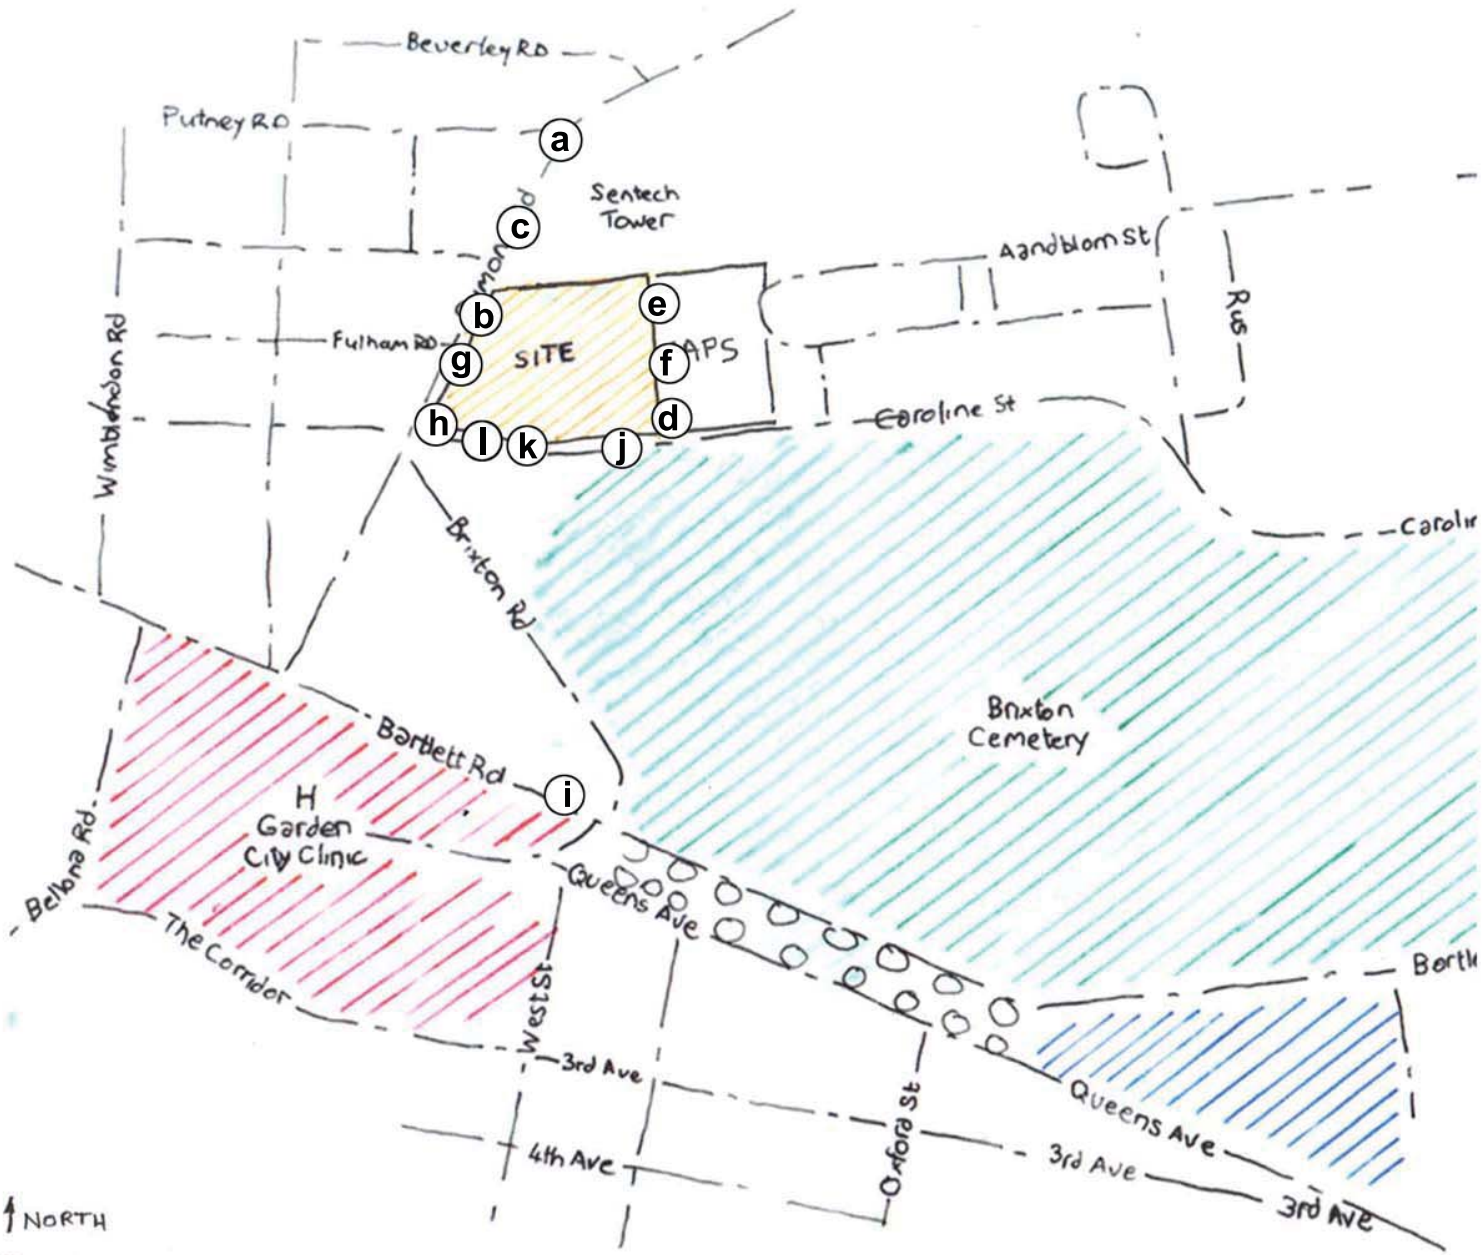 Beverley RD
Putney RD
a
Sentech
Tower
c
Aandblom St
b
e
Rus
Fulham RD
SITE
g
f
APS
Wimblondon Rd
h
l
k
j
d
Caroline St
Brixton Rd
Brixton
Cemetery
Bartlett Rd
i
H
Garden
City Clinic
Bellona Rd.
Queens Ave
The Corridor
West St
3rd Ave
4th Ave
Oxford St
Queens Ave
3rd Ave
3rd Ave
NORTH